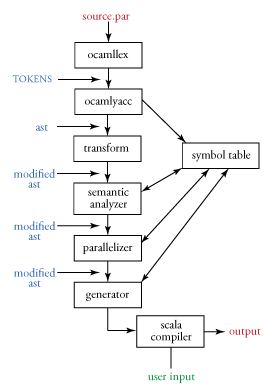 source.par
ocamllex
TOKENS
ocamlyacc
ast
transform
symbol table
modified
ast
semantic
analyzer
modified
ast
parallelizer
modified
ast
generator
scala
compiler
output
user input